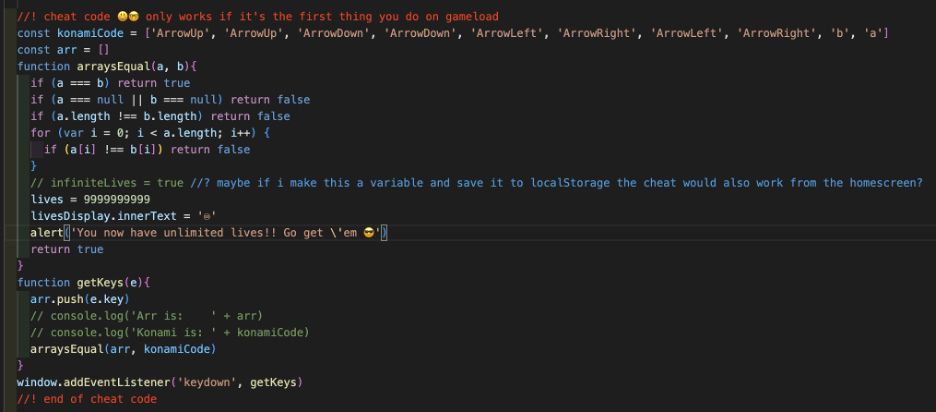 //! cheat code 😃🤓 only works if it's the first thing you do on gameload
const konamiCode = ['ArrowUp', 'ArrowUp', 'ArrowDown', 'ArrowDown', 'ArrowLeft', 'ArrowRight', 'ArrowLeft', 'ArrowRight', 'b', 'a']
const arr = []
function arraysEqual(a, b){
  if (a === b) return true
  if (a === null || b === null) return false
  if (a.length !== b.length) return false
  for (var i = 0; i < a.length; i++) {
    if (a[i] !== b[i]) return false
  }
  // infiniteLives = true //? maybe if i make this a variable and save it to localStorage the cheat would also work from the homescreen?
  lives = 9999999999
  livesDisplay.innerText = '♾'
  alert('You now have unlimited lives!! Go get \'em 😎')
  return true
}
function getKeys(e){
  arr.push(e.key)
  // console.log('Arr is:    ' + arr)
  // console.log('Konami is: ' + konamiCode)
  arraysEqual(arr, konamiCode)
}
window.addEventListener('keydown', getKeys)
//! end of cheat code